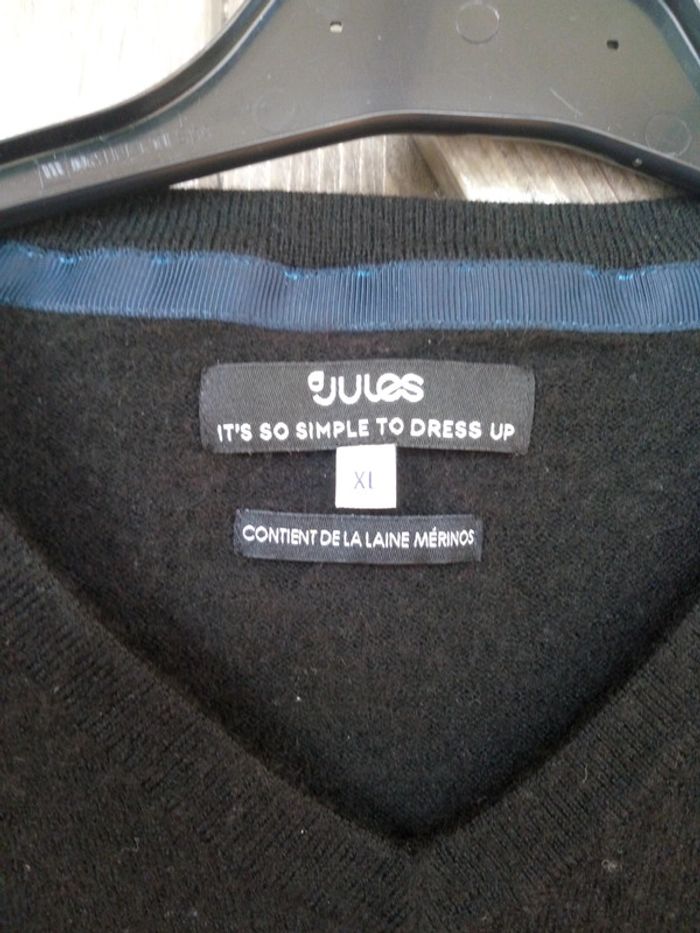 JULES
IT'S SO SIMPLE TO DRESS UP
XL
CONTIENT DE LA LAINE MÉRINOS